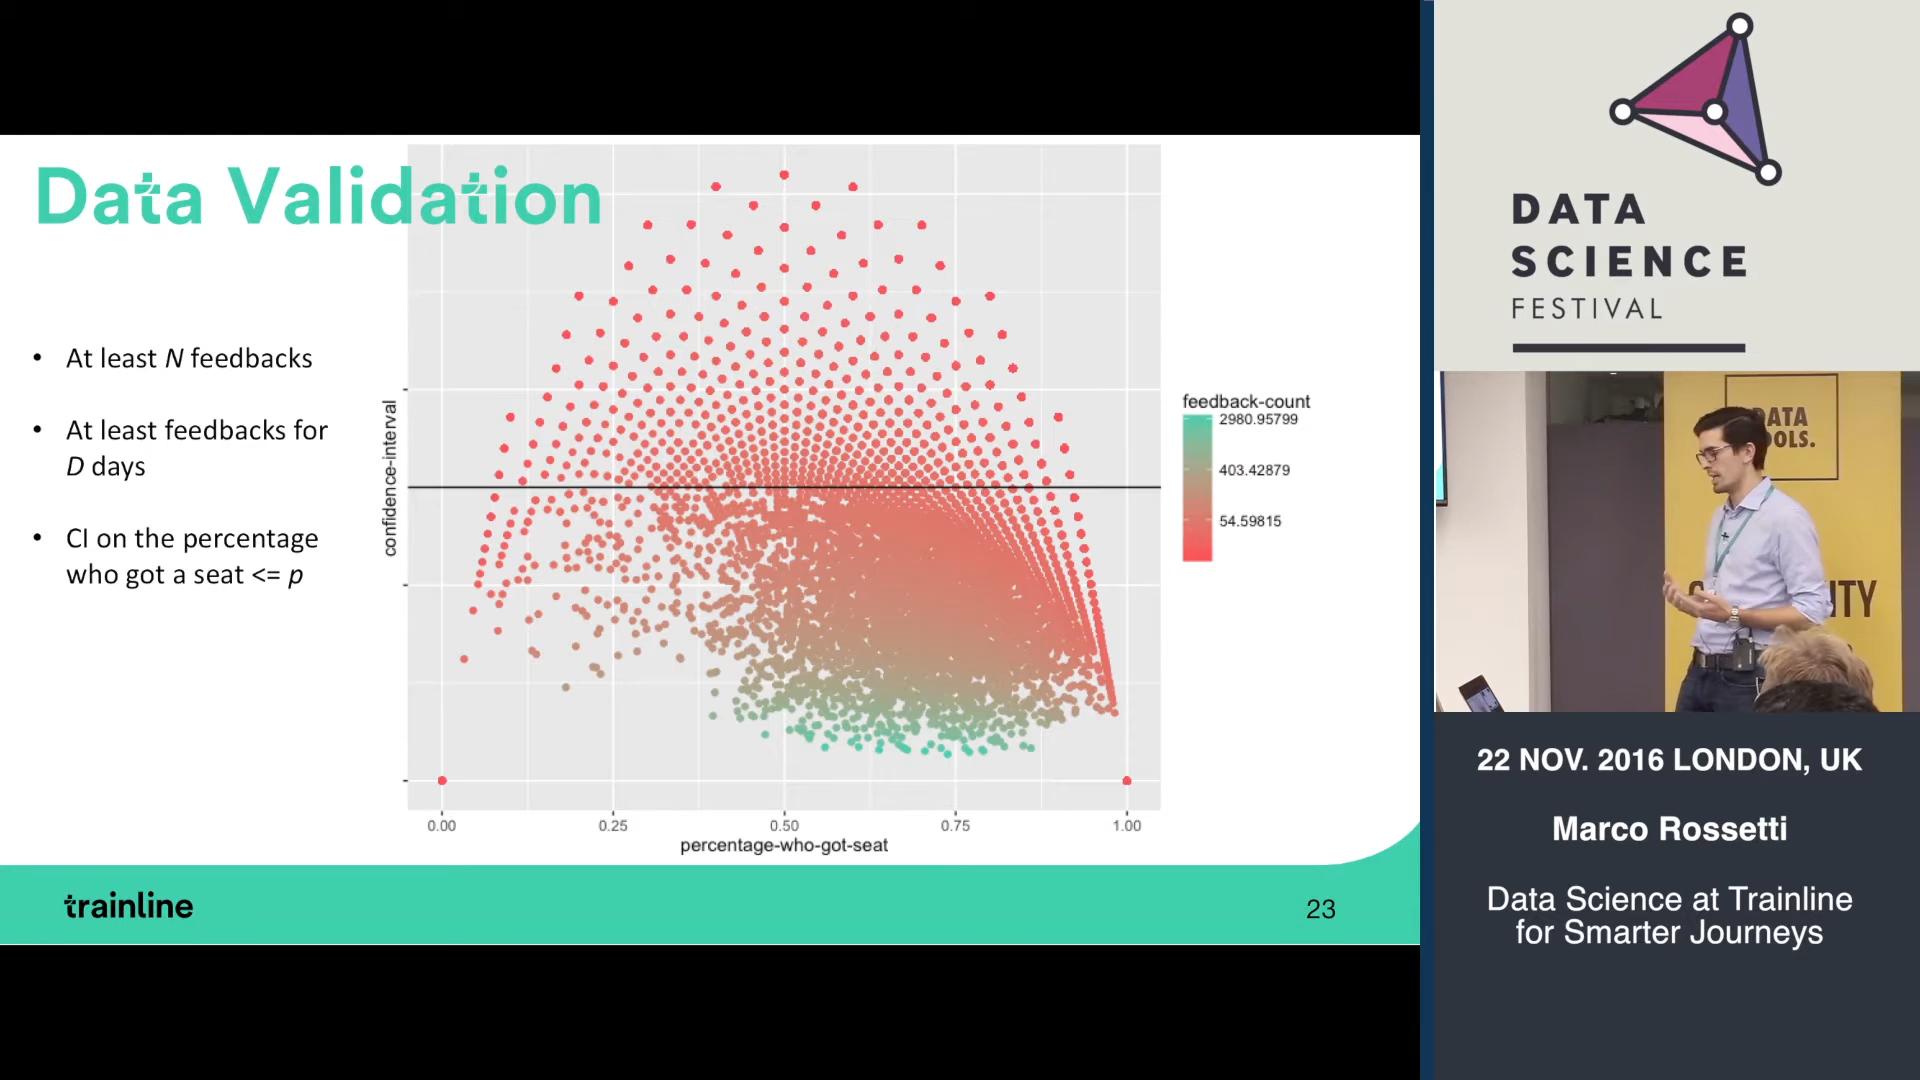 Data Validation
• At least N feedbacks
• At least feedbacks for
D days
• CI on the percentage
who got a seat <= p
confidence-interval
0.00 0.25 0.50 0.75 1.00
percentage-who-got-seat
feedback-count
2980.95799
403.42879
54.59815
trainline
23
DATA
SCIENCE
FESTIVAL
DATA
22 NOV. 2016 LONDON, UK
Marco Rossetti
Data Science at Trainline
for Smarter Journeys